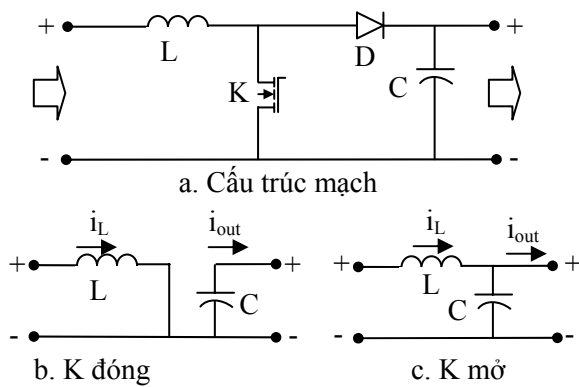 + L D + 
K C
- -
a. Cấu trúc mạch
iL iout iL iout
+ L + + L +
C C
- - - -
b. K đóng c. K mở